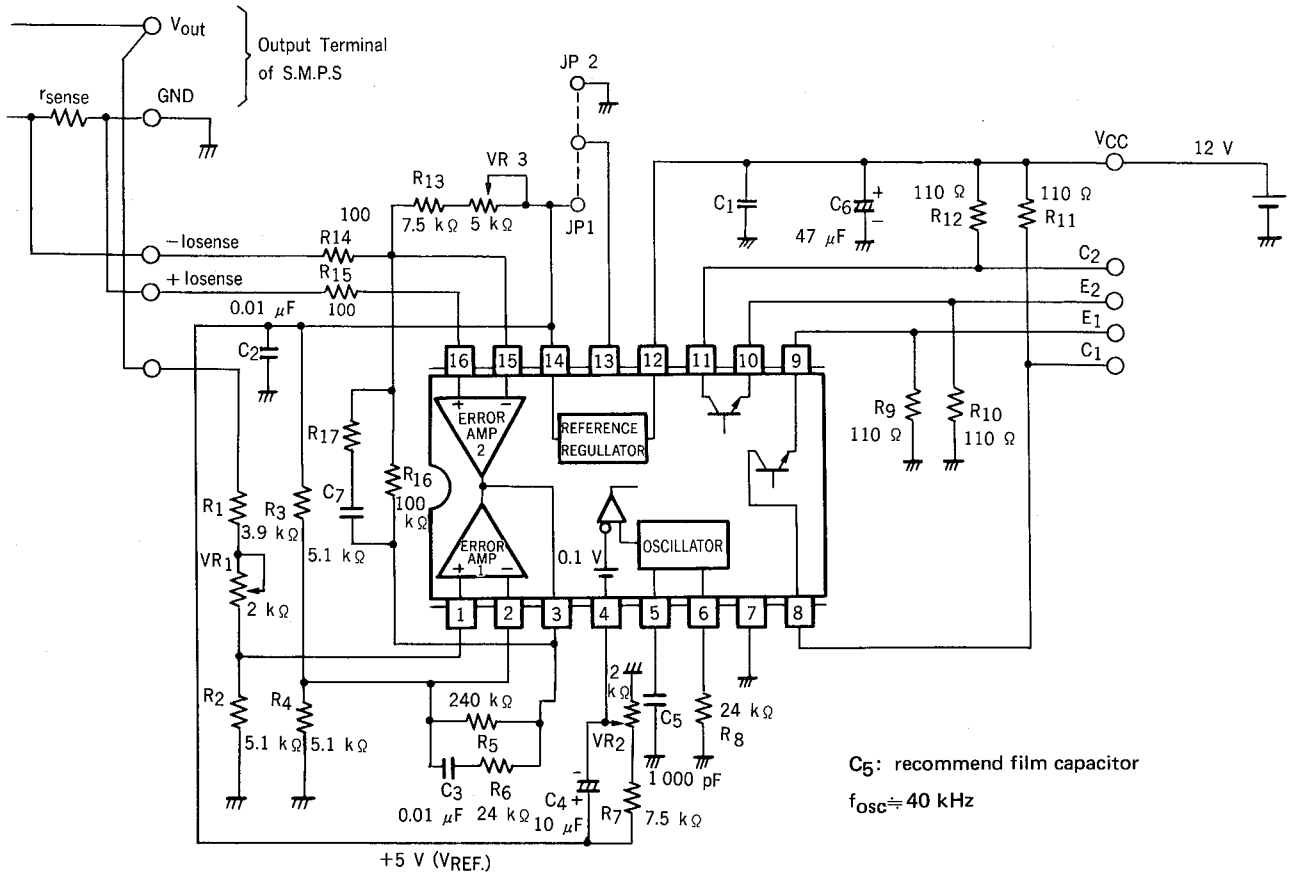 Vout
Output Terminal
of S.M.P.S
rsense
GND
JP 2
VR 3
R13
7.5 kΩ
5 kΩ
JP1
VCC
12 V
C1
C6
+
−
47 μF
110 Ω
R12
110 Ω
R11
100
R14
−Iosense
R15
+Iosense
100
0.01 μF
C2
C2
E2
E1
C1
16
15
14
13
12
11
10
9
+
−
ERROR
AMP
2
REFERENCE
REGULLATOR
R9
110 Ω
R10
110 Ω
R17
R16
100
kΩ
C7
R1
3.9 kΩ
R3
5.1 kΩ
VR1
2 kΩ
ERROR
AMP
1
+
−
0.1 V
OSCILLATOR
1
2
3
4
5
6
7
8
R2
5.1 kΩ
R4
5.1 kΩ
240 kΩ
R5
C3
R6
0.01 μF
24 kΩ
2
kΩ
VR2
C5
1 000 pF
24 kΩ
R8
−
C4
+
10 μF
R7
7.5 kΩ
+5 V (VREF.)
C5: recommend film capacitor
fosc≒40 kHz